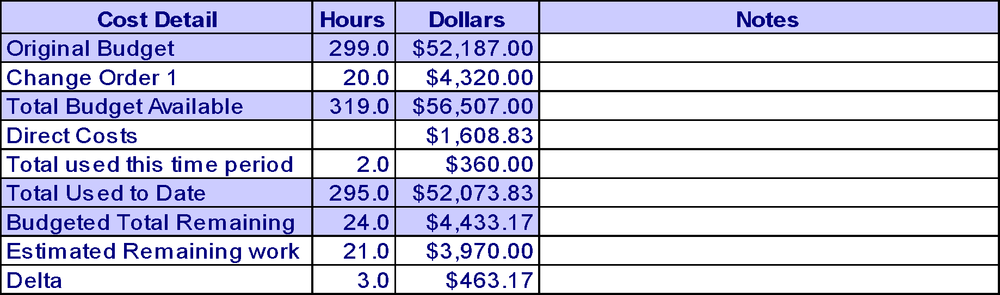 Cost Detail Hours Dollars Notes
Original Budget 299.0 $52,187.00
Change Order 1 20.0 $4,320.00
Total Budget Available 319.0 $56,507.00
Direct Costs $1,608.83
Total used this time period 2.0 $360.00
Total Used to Date 295.0 $52,073.83
Budgeted Total Remaining 24.0 $4,433.17
Estimated Remaining work 21.0 $3,970.00
Delta 3.0 $463.17